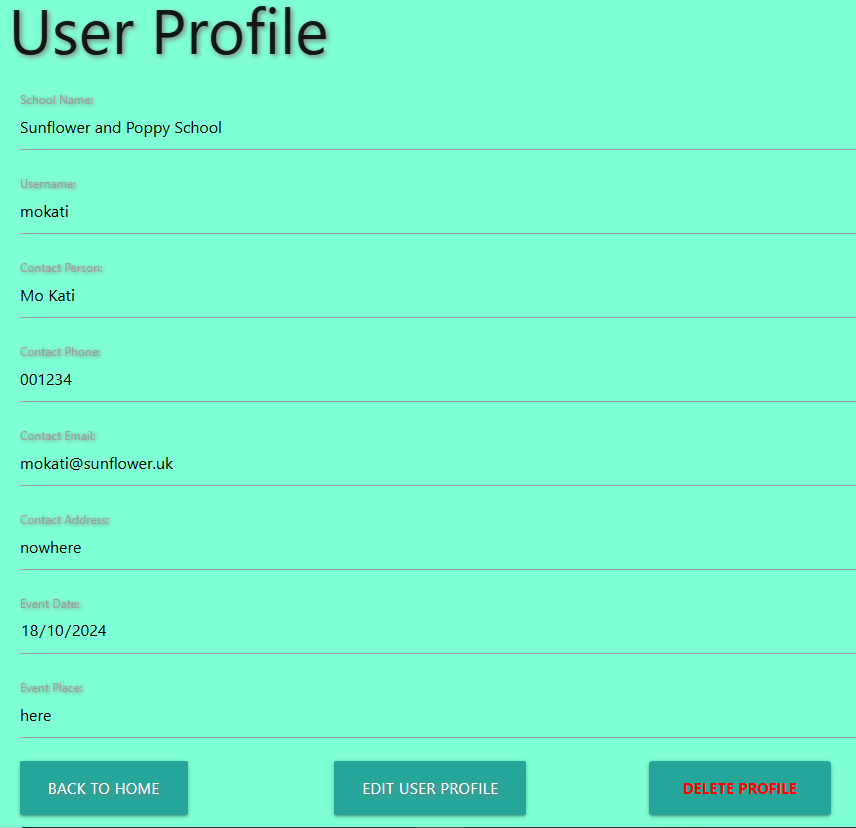 User Profile
School Name:
Sunflower and Poppy School
Username:
mokati
Contact Person:
Mo Kati
Contact Phone:
001234
Contact Email:
mokati@sunflower.uk
Contact Address:
nowhere
Event Date:
18/10/2024
Event Place:
here
BACK TO HOME EDIT USER PROFILE DELETE PROFILE